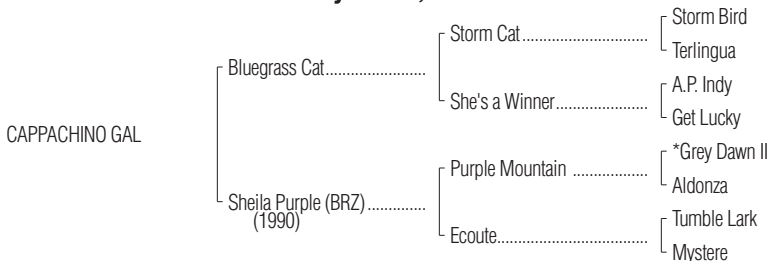 Storm Bird
Storm Cat
Terlingua
Bluegrass Cat
A.P. Indy
She's a Winner
Get Lucky
CAPPACHINO GAL
*Grey Dawn II
Purple Mountain
Aldonza
Sheila Purple (BRZ)
(1990)
Tumble Lark
Ecoute
Mystere